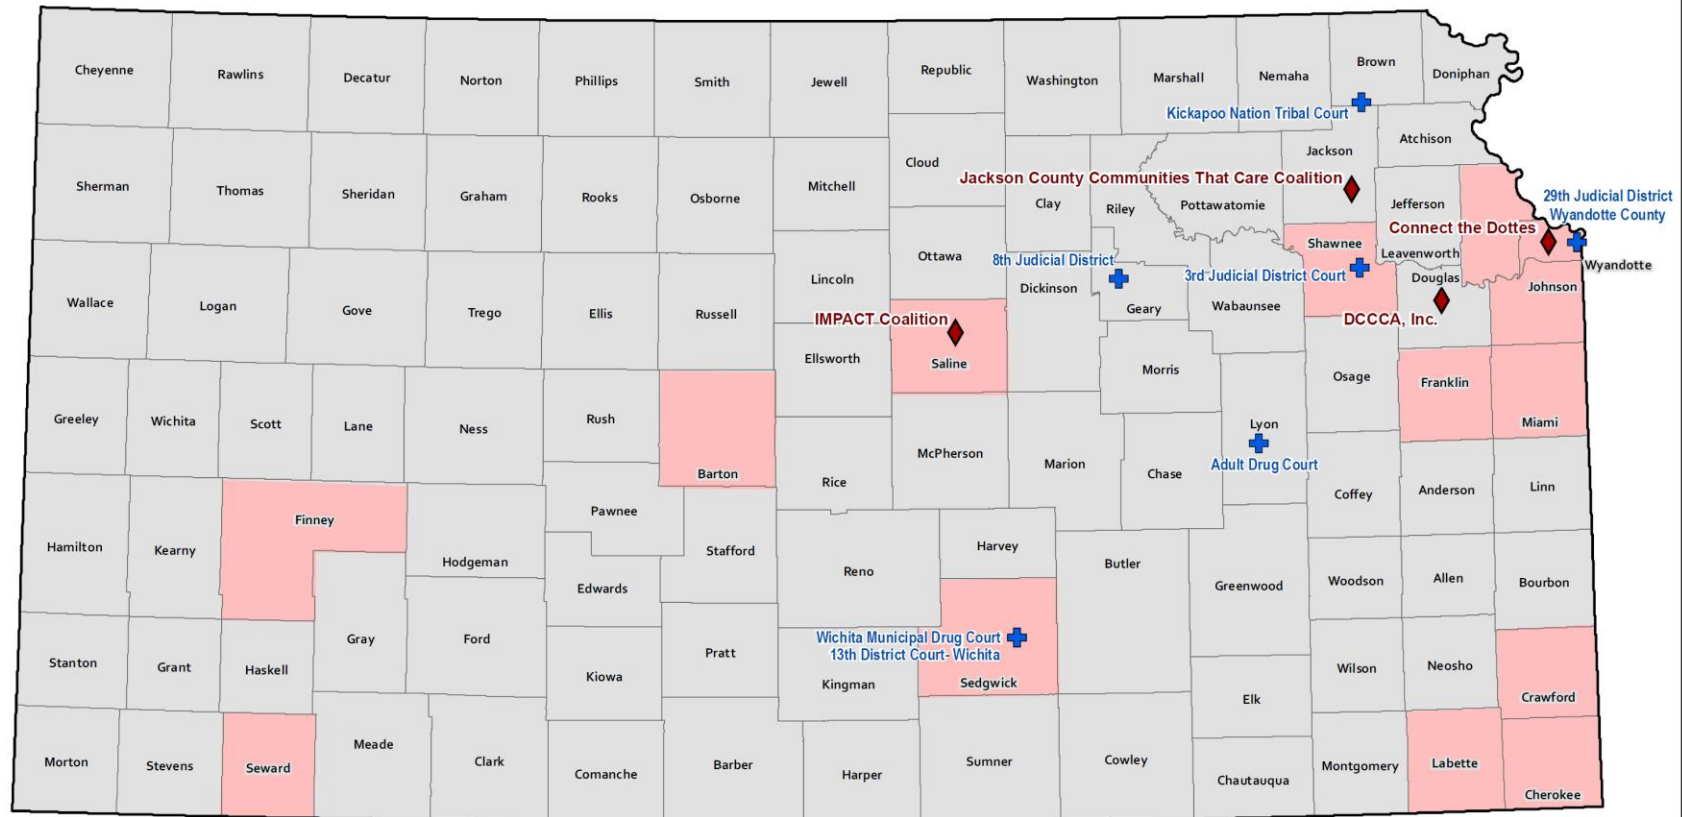 Cheyenne
Rawlins
Decatur
Norton
Phillips
Smith
Jewell
Republic
Washington
Marshall
Nemaha
Brown
Doniphan
Kickapoo Nation Tribal Court
Atchison
Sherman
Thomas
Sheridan
Graham
Rooks
Osborne
Mitchell
Cloud
Clay
Riley
Pottawatomie
Jackson
Jackson County Communities That Care Coalition
Jefferson
29th Judicial District
Wyandotte County
Connect the Dottes
Leavenworth
Wyandotte
Wallace
Logan
Gove
Trego
Ellis
Russell
Lincoln
Ottawa
8th Judicial District
Dickinson
Geary
3rd Judicial District Court
Wabaunsee
Shawnee
Douglas
DCCCA, Inc.
Johnson
IMPACT Coalition
Ellsworth
Saline
Morris
Osage
Franklin
Miami
Greeley
Wichita
Scott
Lane
Ness
Rush
Barton
Rice
McPherson
Marion
Chase
Lyon
Adult Drug Court
Coffey
Anderson
Linn
Hamilton
Kearny
Finney
Hodgeman
Pawnee
Edwards
Stafford
Reno
Harvey
Butler
Greenwood
Woodson
Allen
Bourbon
Stanton
Grant
Haskell
Gray
Ford
Kiowa
Pratt
Kingman
Wichita Municipal Drug Court
13th District Court- Wichita
Sedgwick
Elk
Wilson
Neosho
Crawford
Morton
Stevens
Seward
Meade
Clark
Comanche
Barber
Harper
Sumner
Cowley
Chautauqua
Montgomery
Labette
Cherokee